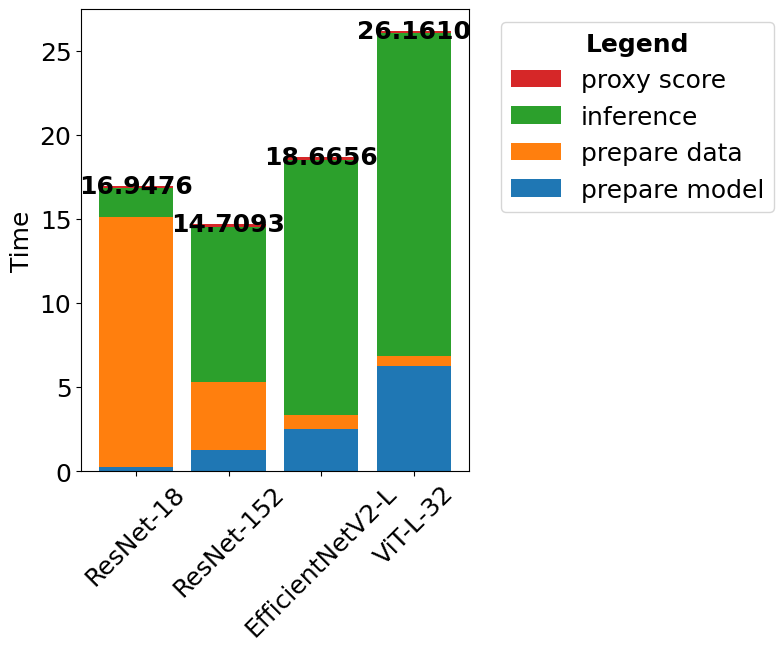 Time
25
20
15
10
5
0
16.9476
14.7093
18.6656
26.1610
ResNet-18
ResNet-152
EfficientNetV2-L
ViT-L-32
Legend
proxy score
inference
prepare data
prepare model